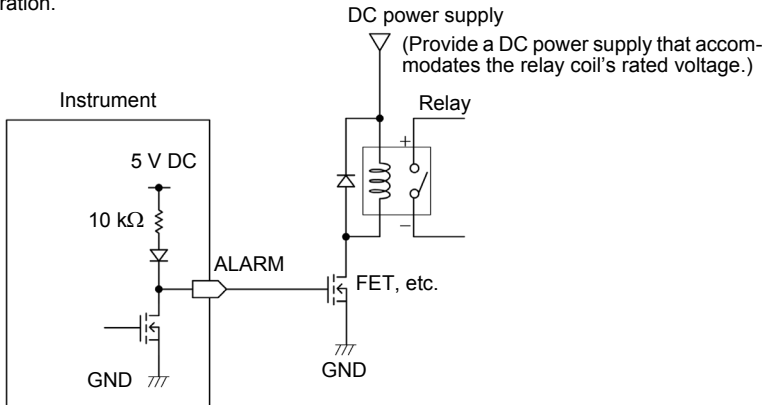 ration.
DC power supply
(Provide a DC power supply that accom-
modates the relay coil's rated voltage.)
Instrument
Relay
+
5 V DC
10 kΩ
−
ALARM
FET, etc.
GND
GND